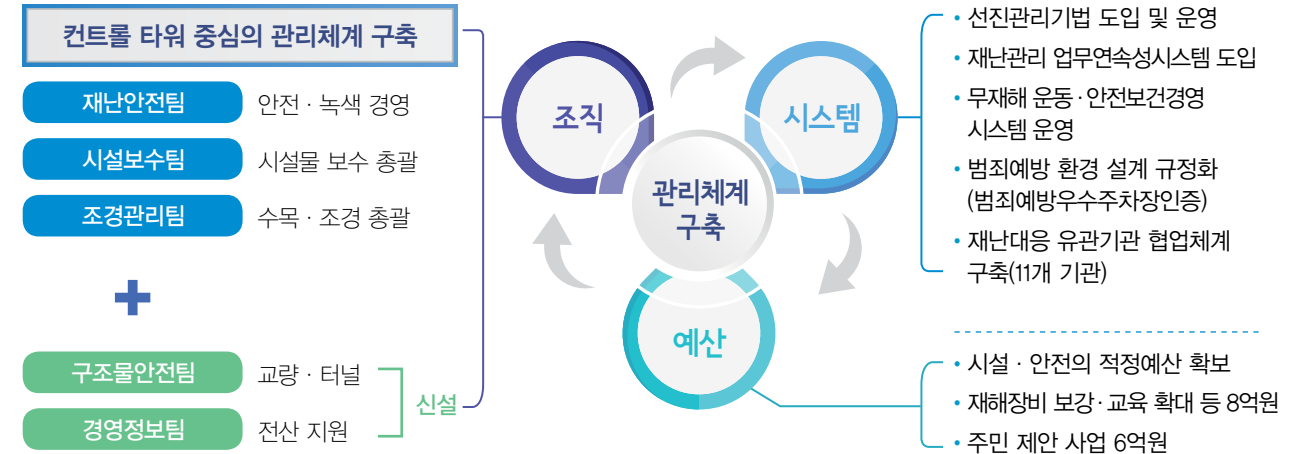 컨트롤 타워 중심의 관리체계 구축
재난안전팀 안전 · 녹색 경영
시설보수팀 시설물 보수 총괄
조경관리팀 수목 · 조경 총괄
+
구조물안전팀 교량 · 터널
경영정보팀 전산 지원
신설
조직
시스템
관리체계
구축
예산
• 선진관리기법 도입 및 운영
• 재난관리 업무연속성시스템 도입
• 무재해 운동 · 안전보건경영
시스템 운영
• 범죄예방 환경 설계 규정화
(범죄예방우수주차장인증)
• 재난대응 유관기관 협업체계
구축(11개 기관)
• 시설 · 안전의 적정예산 확보
• 재해장비 보강 · 교육 확대 등 8억원
• 주민 제안 사업 6억원